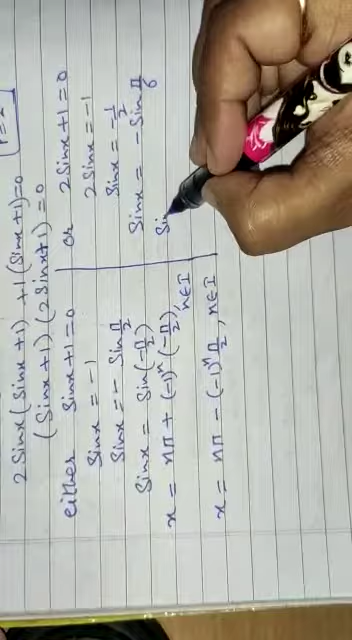 2 Sinx (Sinx + 1) + 1 (Sinx + 1) = 0
(Sinx + 1) (2 Sinx + 1) = 0
either Sinx + 1 = 0
Sinx = -1
Sinx = - Sin π/2
Sinx = Sin (-π/2)
x = nπ + (-1)^n (-π/2), n∈I
x = nπ - (-1)^n π/2, n∈I
or 2 Sinx + 1 = 0
2 Sinx = -1
Sinx = -1/2
Sinx = - Sin π/6
Sin